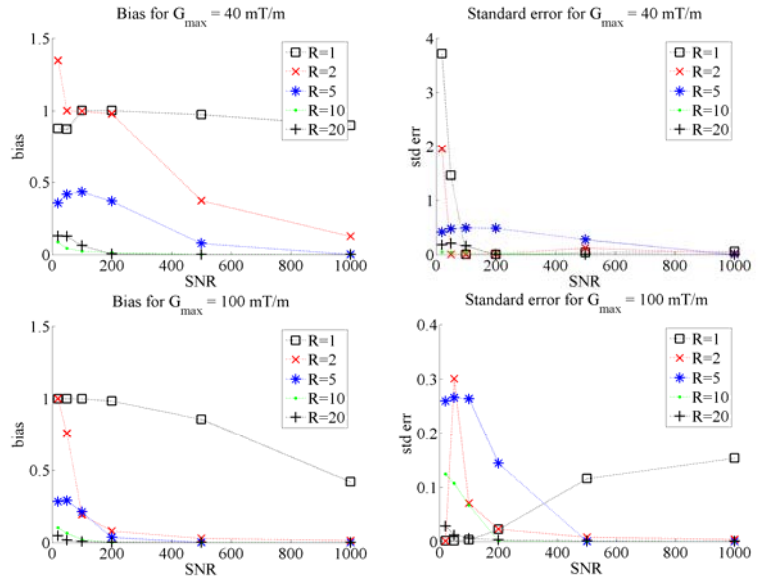 Bias for Gmax = 40 mT/m
1.5
1
0.5
0
bias
0
200
400
600
800
1000
SNR
R=1
R=2
R=5
R=10
R=20
Standard error for Gmax = 40 mT/m
4
3
2
1
0
std err
0
200
400
600
800
1000
SNR
R=1
R=2
R=5
R=10
R=20
Bias for Gmax = 100 mT/m
1.5
1
0.5
0
bias
0
200
400
600
800
1000
SNR
R=1
R=2
R=5
R=10
R=20
Standard error for Gmax = 100 mT/m
0.4
0.3
0.2
0.1
0
std err
0
200
400
600
800
1000
SNR
R=1
R=2
R=5
R=10
R=20